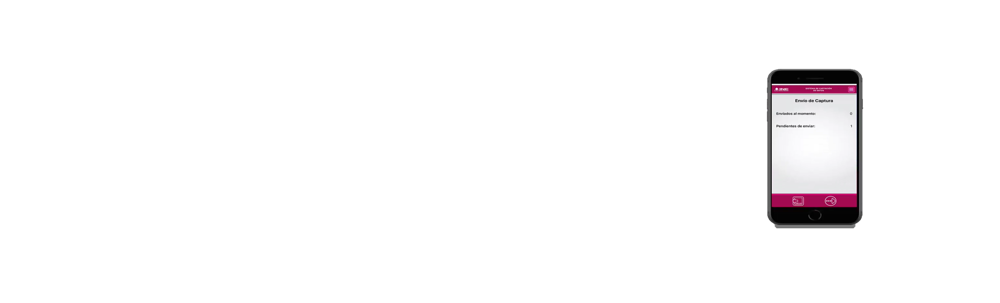 INE
SISTEMA DE CAPTACIÓN
DE DATOS
Envío de Captura
Enviados al momento: 0
Pendientes de enviar: 1